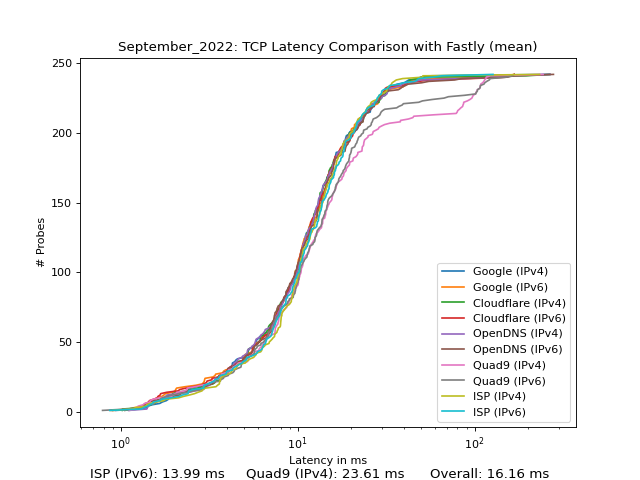 September_2022: TCP Latency Comparison with Fastly (mean)
250
200
150
100
50
0
# Probes
Google (IPv4)
Google (IPv6)
Cloudflare (IPv4)
Cloudflare (IPv6)
OpenDNS (IPv4)
OpenDNS (IPv6)
Quad9 (IPv4)
Quad9 (IPv6)
ISP (IPv4)
ISP (IPv6)
10⁰ 10¹ 10²
Latency in ms
ISP (IPv6): 13.99 ms Quad9 (IPv4): 23.61 ms Overall: 16.16 ms